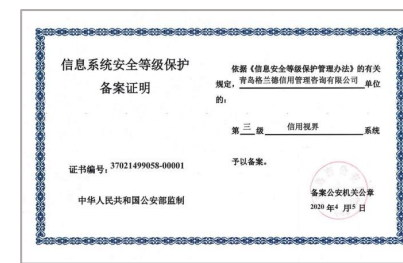 信息系统安全等级保护
备案证明
证书编号：37021499058-00001
中华人民共和国公安部监制
依据《信息安全等级保护管理办法》的有关
规定，青岛格兰德信用管理咨询有限公司 单位
的：
第 三 级 信用视界 系统
予以备案。
备案公安机关公章
2020 年4 月15 日